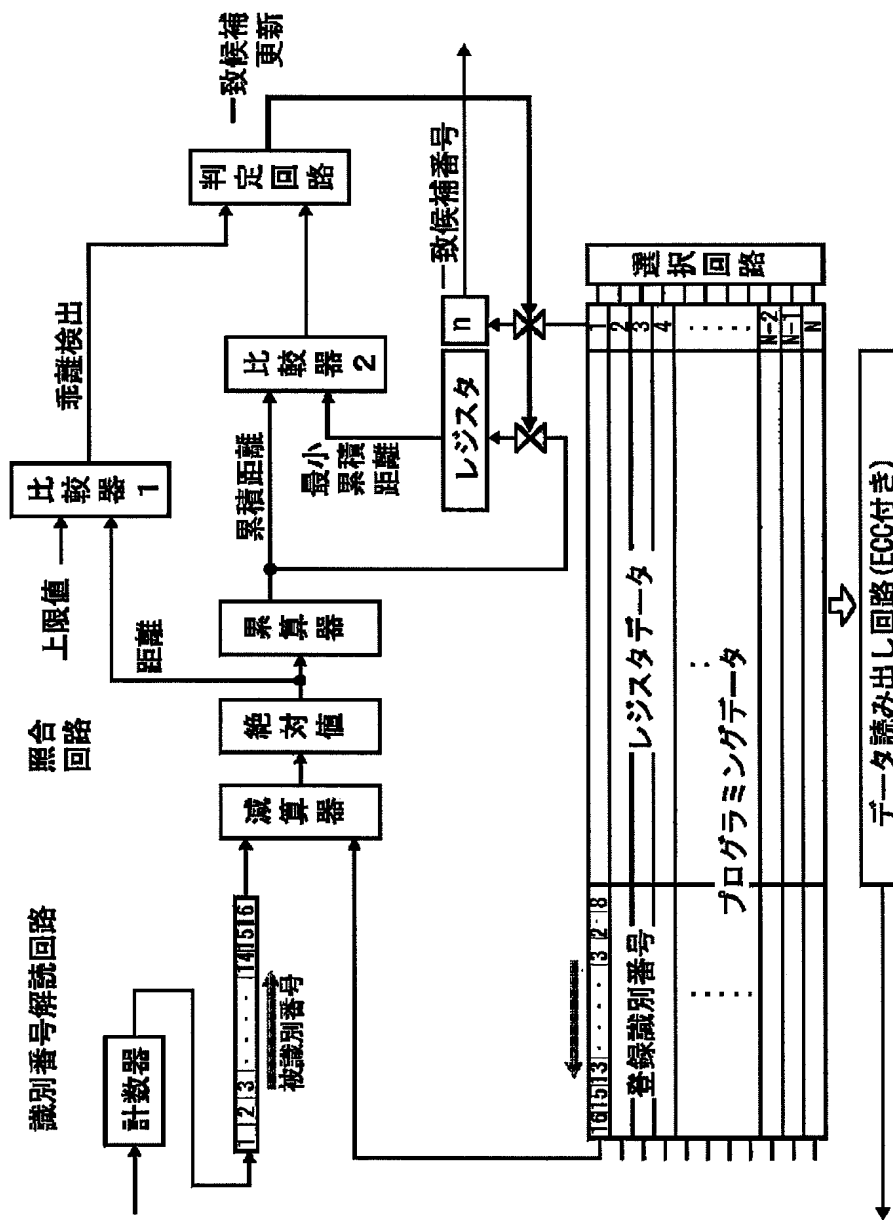 識別番号解読回路
計数器
1 2 3 ・・・・ 14 15 16
被識別番号
照合
回路
減算器
絶対値
累算器
距離
上限値
比較器1
乖離検出
累積距離
最小
累積
距離
比較器2
判定回路
一致候補
更新
レジスタ
n
一致候補番号
16 15 13 ・・・・ 3 2 8
登録識別番号
レジスタデータ
プログラミングデータ
1
2
3
4
・・・・・
N-2
N-1
N
選択回路
データ読み出し回路(ECC付き)